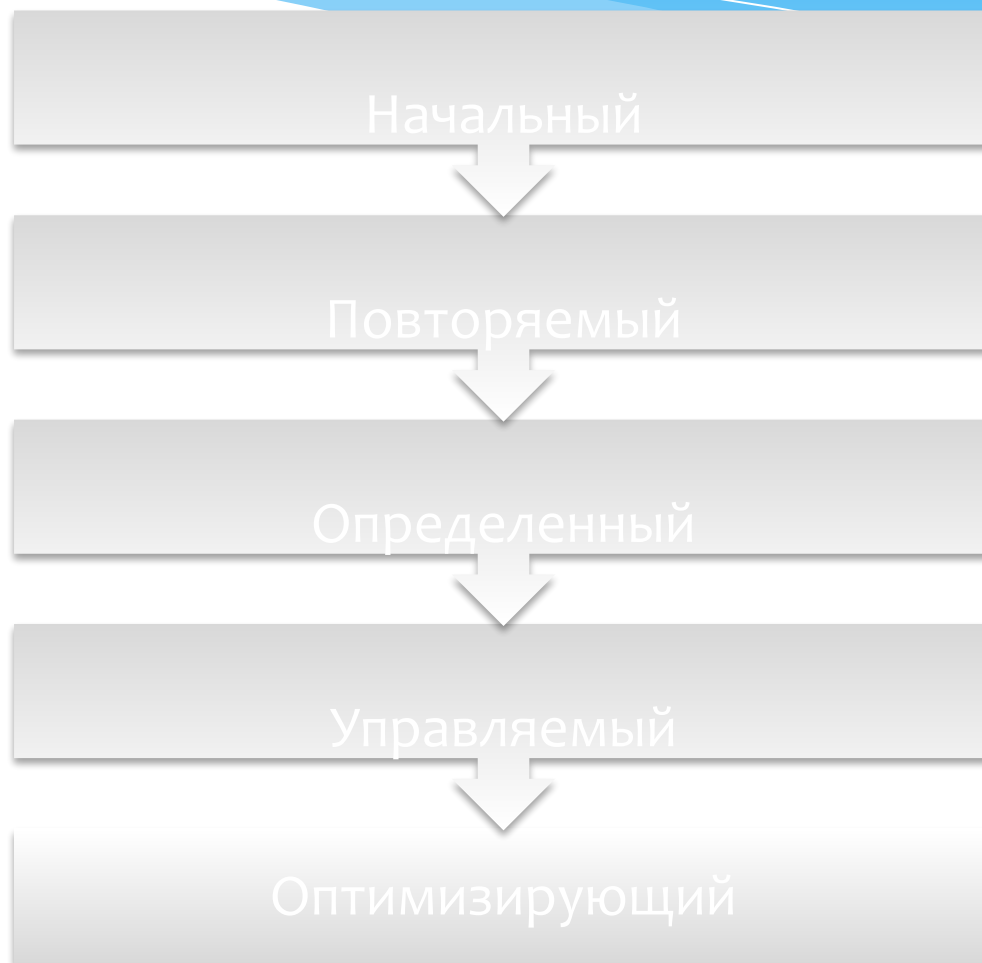 Начальный
Повторяемый
Определенный
Управляемый
Оптимизирующий